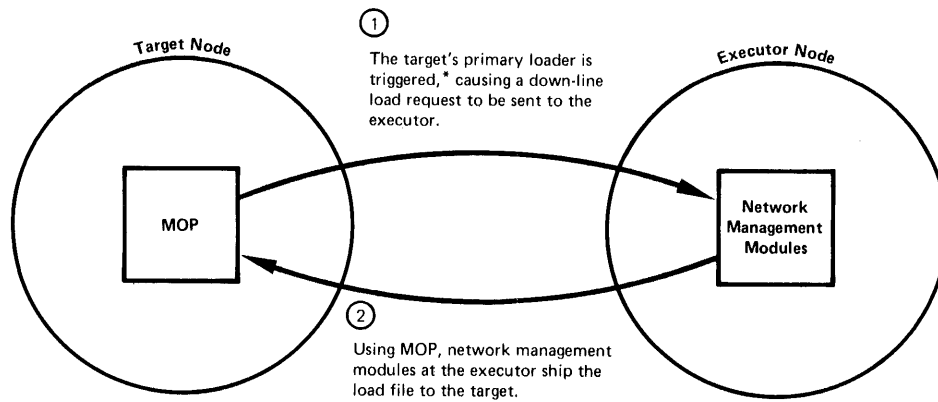 Target Node
Executor Node
1
The target's primary loader is
triggered,* causing a down-line
load request to be sent to the
executor.
MOP
Network
Management
Modules
2
Using MOP, network management
modules at the executor ship the
load file to the target.